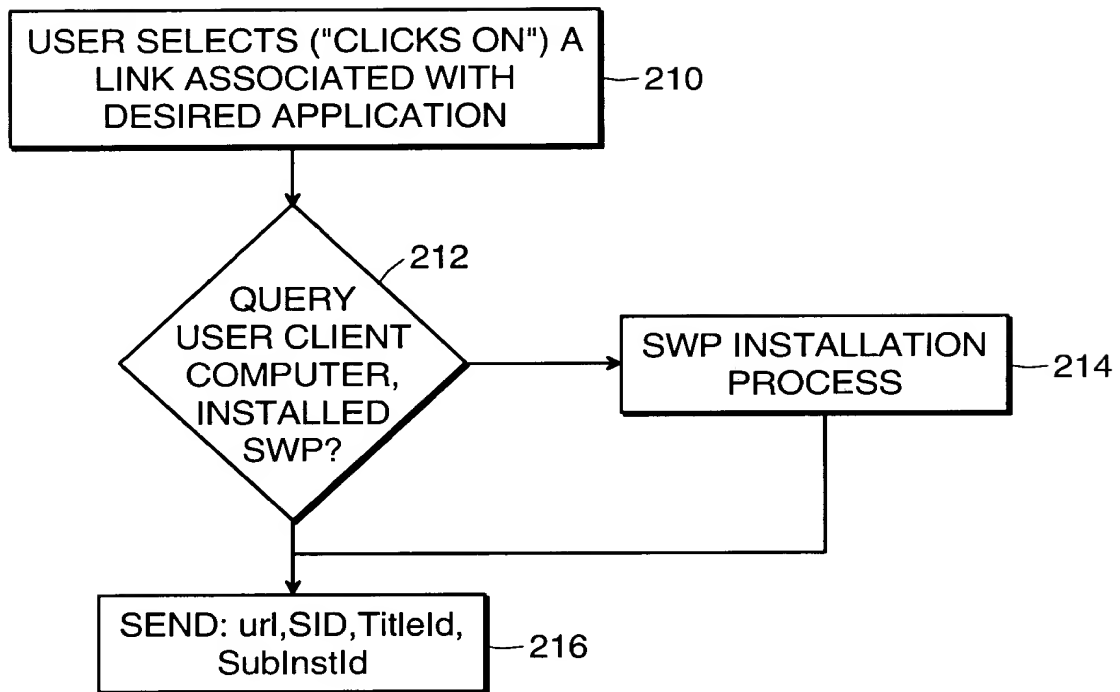 USER SELECTS ("CLICKS ON") A
LINK ASSOCIATED WITH
DESIRED APPLICATION
210
212
QUERY
USER CLIENT
COMPUTER,
INSTALLED
SWP?
SWP INSTALLATION
PROCESS
214
SEND: url,SID,TitleId,
SubInstId
216